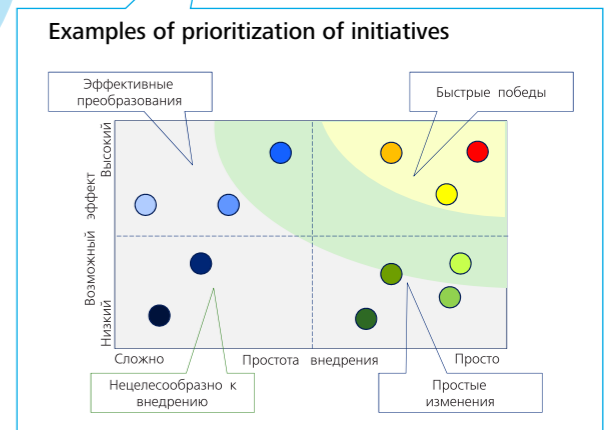 Examples of prioritization of initiatives
Эффективные
преобразования
Быстрые победы
Высокий
Возможный эффект
Низкий
Сложно
Простота внедрения
Просто
Нецелесообразно к
внедрению
Простые
изменения